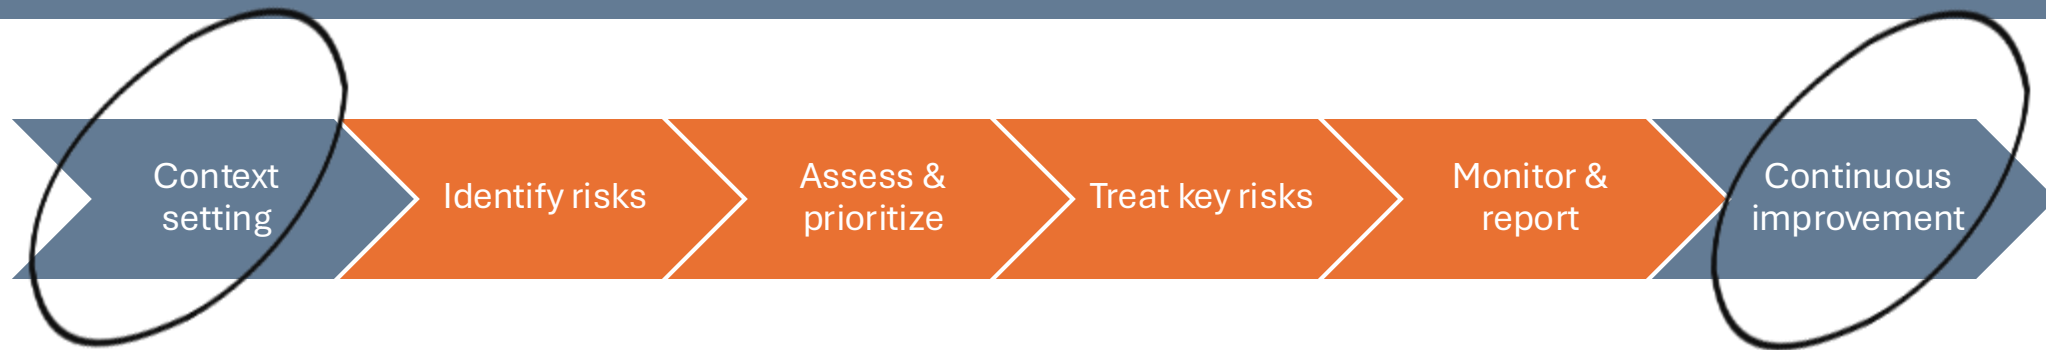 Context
setting
Identify risks
Assess &
prioritize
Treat key risks
Monitor &
report
Continuous
improvement